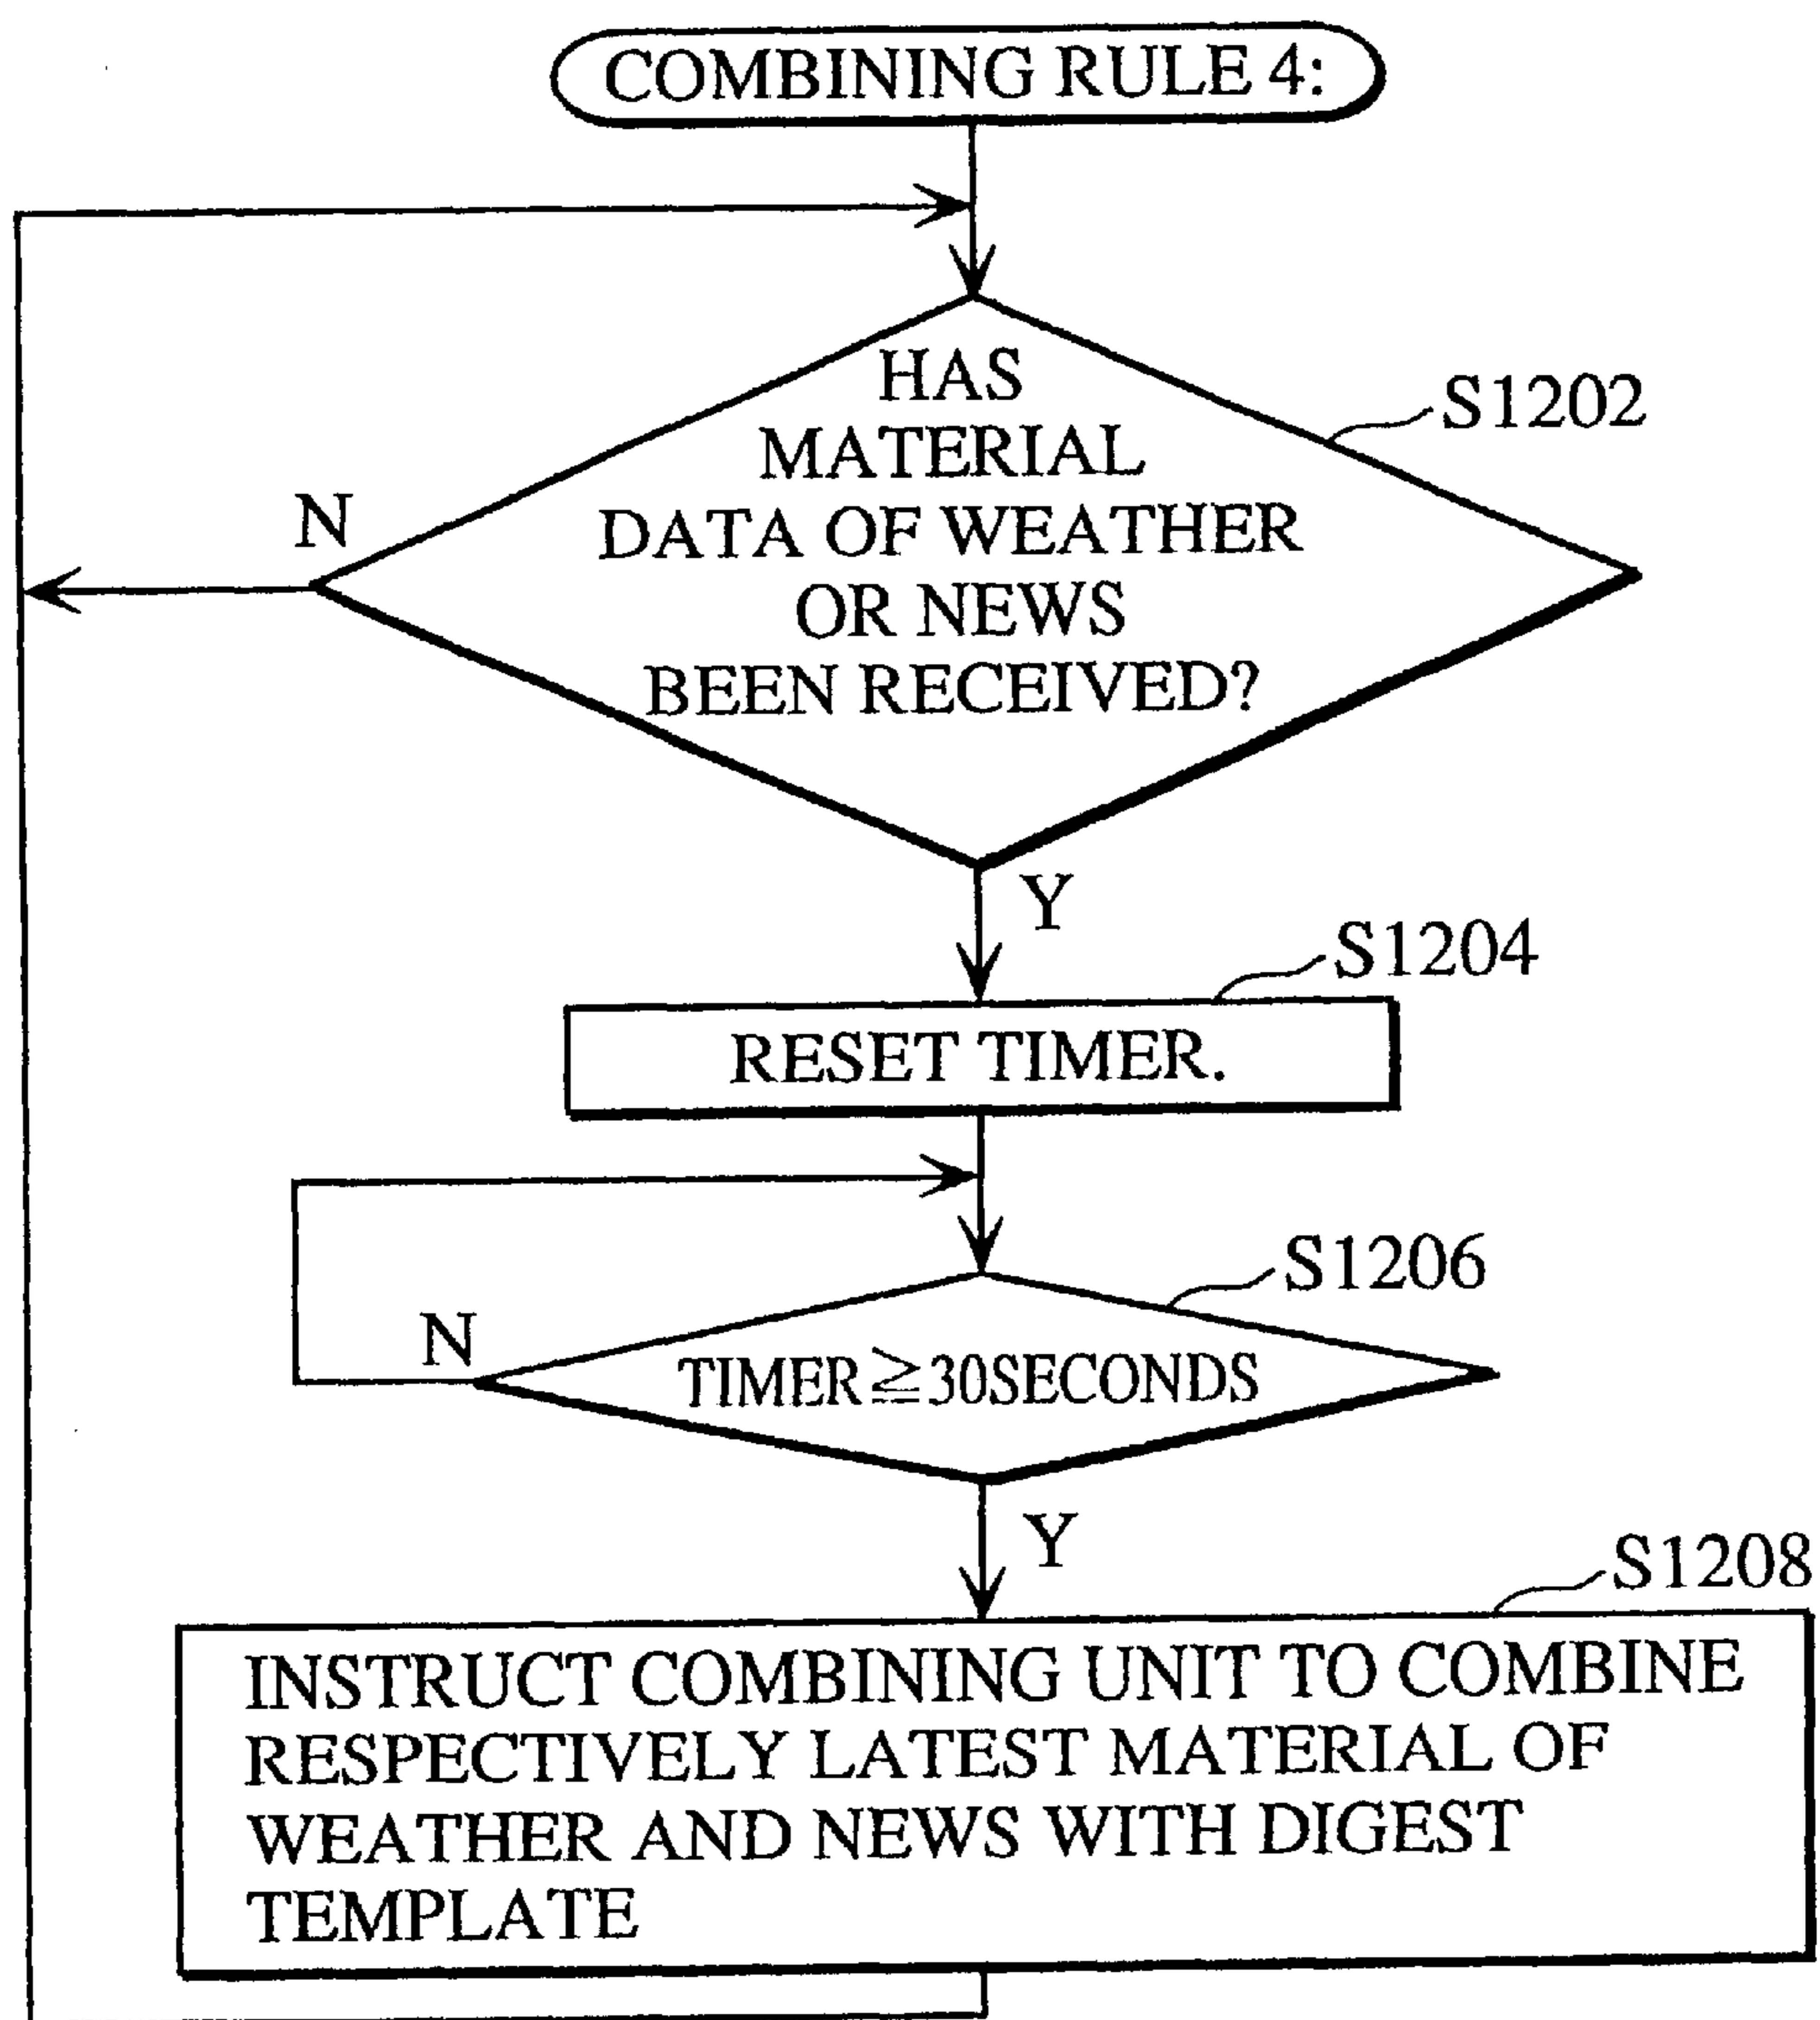 COMBINING RULE 4:
HAS
MATERIAL
DATA OF WEATHER
OR NEWS
BEEN RECEIVED?
S1202
N
Y
S1204
RESET TIMER.
S1206
N
TIMER≧30SECONDS
Y
S1208
INSTRUCT COMBINING UNIT TO COMBINE
RESPECTIVELY LATEST MATERIAL OF
WEATHER AND NEWS WITH DIGEST
TEMPLATE